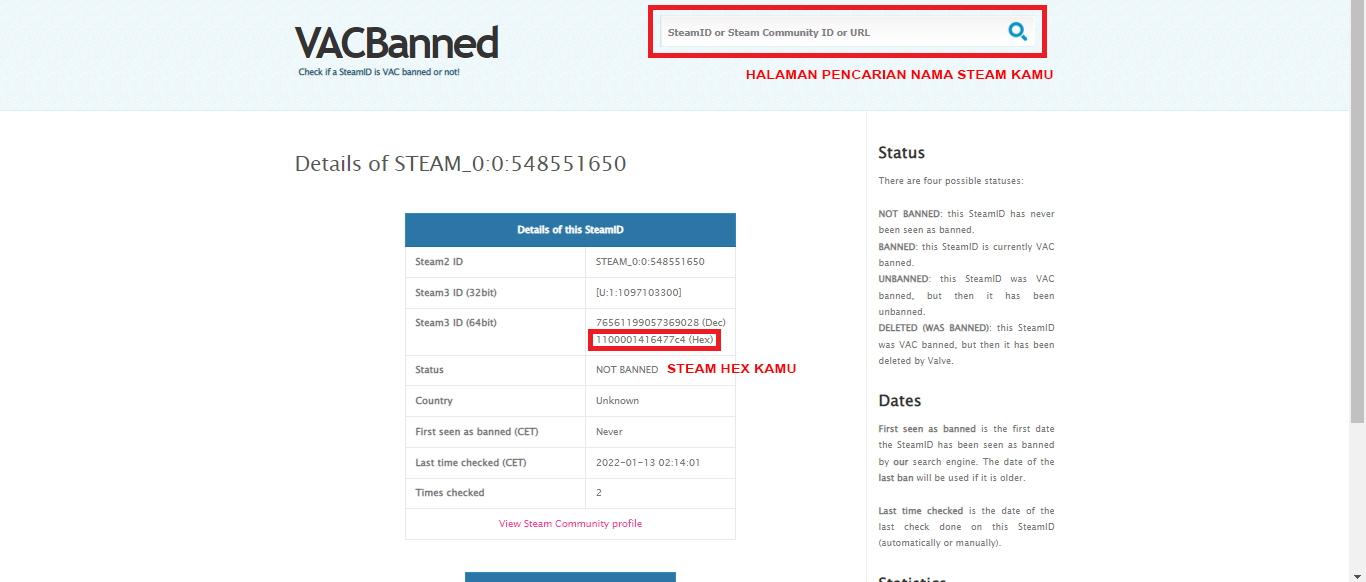 VACBanned
Check if a SteamID is VAC banned or not!
SteamID or Steam Community ID or URL
HALAMAN PENCARIAN NAMA STEAM KAMU
Details of STEAM_0:0:548551650
Details of this SteamID
Steam2 ID STEAM_0:0:548551650
Steam3 ID (32bit) [U:1:1097103300]
Steam3 ID (64bit) 76561199057369028 (Dec)
1100001416477c4 (Hex)
Status NOT BANNED STEAM HEX KAMU
Country Unknown
First seen as banned (CET) Never
Last time checked (CET) 2022-01-13 02:14:01
Times checked 2
View Steam Community profile
Status
There are four possible statuses:
NOT BANNED: this SteamID has never
been seen as banned.
BANNED: this SteamID is currently VAC
banned.
UNBANNED: this SteamID was VAC
banned, but then it has been
unbanned.
DELETED (WAS BANNED): this SteamID
was VAC banned, but then it has been
deleted by Valve.
Dates
First seen as banned is the first date
the SteamID has been seen as banned
by our search engine. The date of the
last ban will be used if it is older.
Last time checked is the date of the
last check done on this SteamID
(automatically or manually).
Statistics